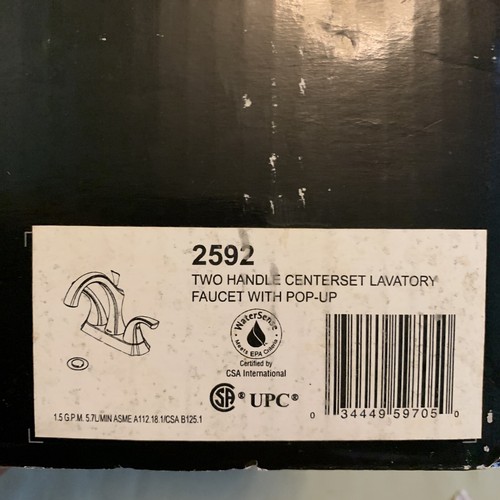 2592
TWO HANDLE CENTERSET LAVATORY
FAUCET WITH POP-UP
WaterSense
Meets EPA Criteria
Certified by
CSA International
SA ® UPC®
1.5 G.P.M. 5.7L/MIN ASME A112.18.1/CSA B125.1
0 34449 59705 0